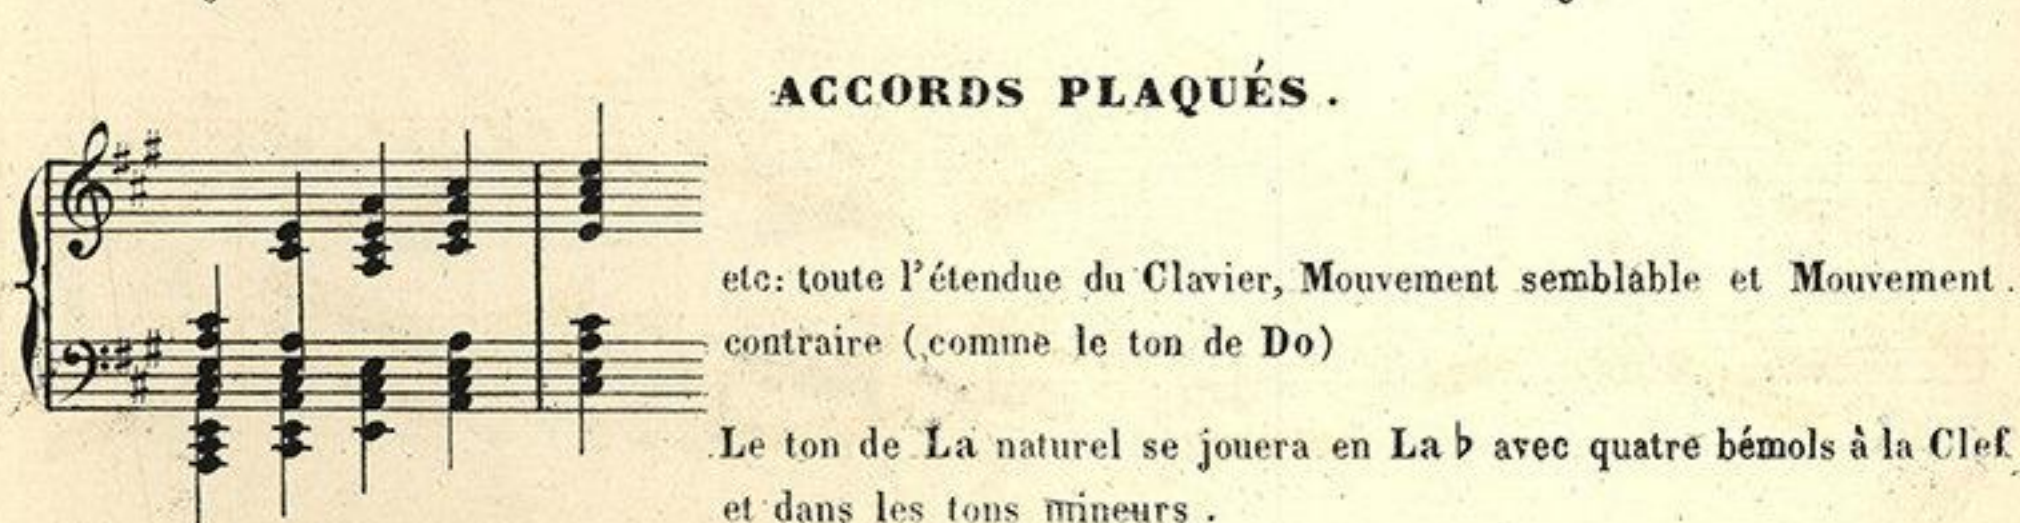 ACCORDS PLAQUÉS.
etc: toute l'étendue du Clavier, Mouvement semblable et Mouvement.
contraire (comme le ton de Do)
Le ton de La naturel se jouera en La ♭ avec quatre bémols à la Clef.
et dans les tons mineurs.